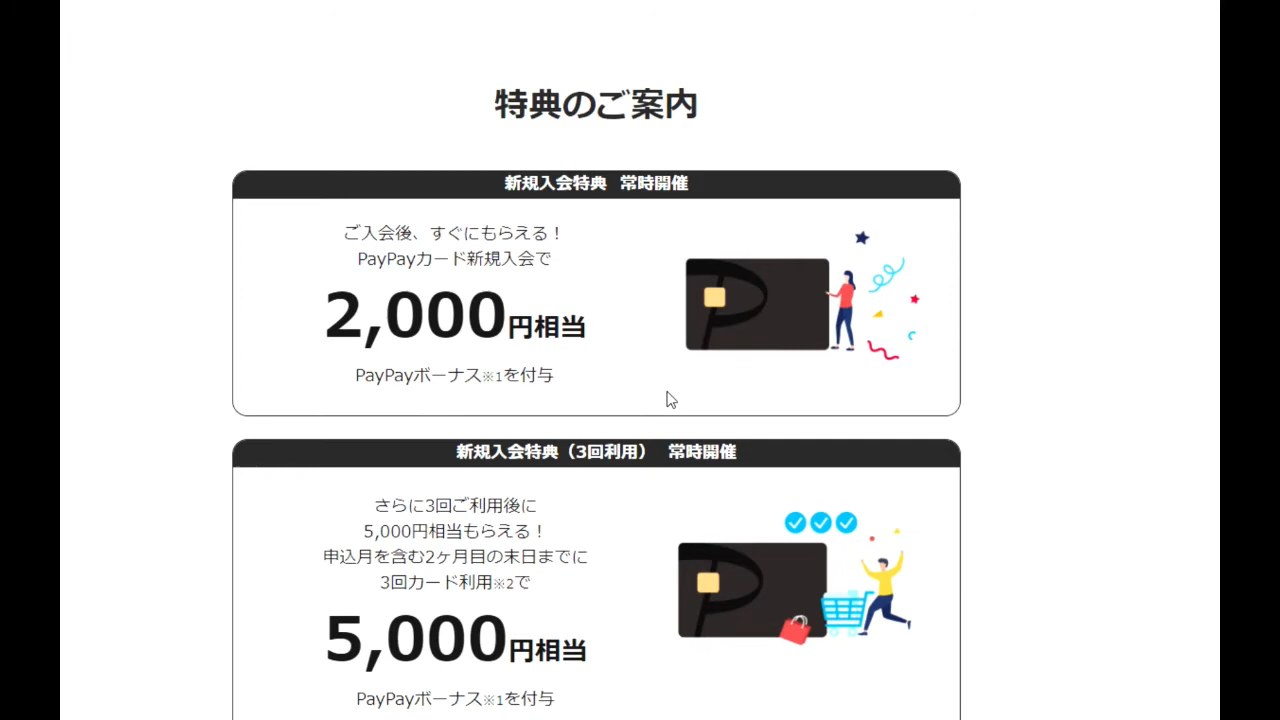 特典のご案内
新規入会特典 常時開催
ご入会後、すぐにもらえる！
PayPayカード新規入会で
2,000円相当
PayPayボーナス※1を付与
新規入会特典（3回利用） 常時開催
さらに3回ご利用後に
5,000円相当もらえる！
申込月を含む2ヶ月目の末日までに
3回カード利用※2で
5,000円相当
PayPayボーナス※1を付与